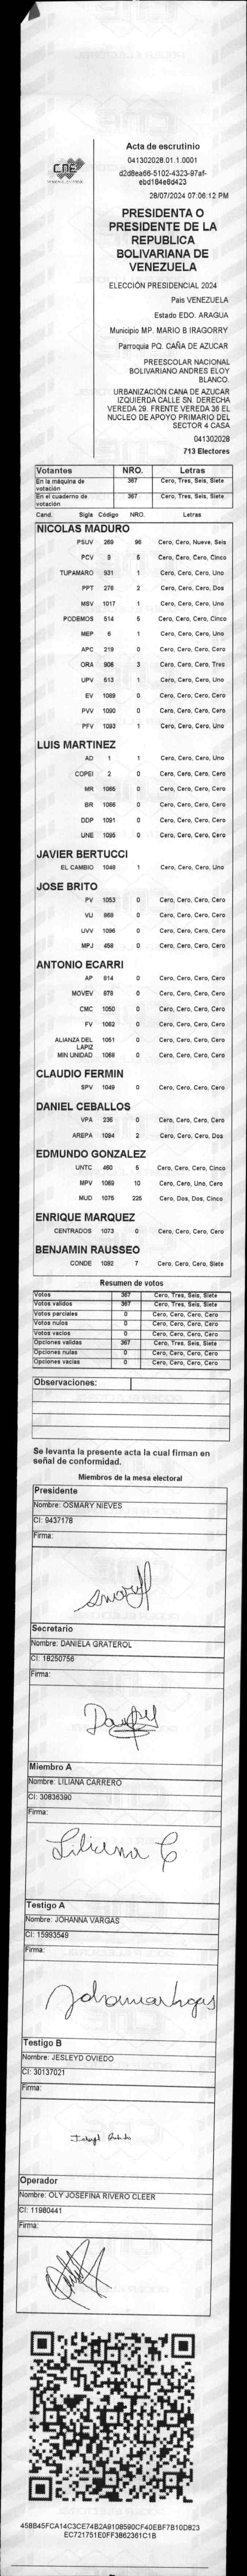 CNE
Acta de escrutinio
041302028.01.1.0001
d2d8ea66-5102-4323-97af-
ebd184e8d423
28/07/2024 07:06:12 PM
PRESIDENTA O
PRESIDENTE DE LA
REPUBLICA
BOLIVARIANA DE
VENEZUELA
ELECCIÓN PRESIDENCIAL 2024
Pais VENEZUELA
Estado EDO. ARAGUA
Municipio MP. MARIO B IRAGORRY
Parroquia PQ. CAÑA DE AZUCAR
PREESCOLAR NACIONAL
BOLIVARIANO ANDRES ELOY
BLANCO.
URBANIZACIÓN CANA DE AZUCAR
IZQUIERDA CALLE SN. DERECHA
VEREDA 29. FRENTE VEREDA 36 EL
NUCLEO DE APOYO PRIMARIO DEL
SECTOR 4 CASA
041302028
713 Electores
Votantes NRO. Letras
En la máquina de votación 367 Cero, Tres, Seis, Siete
En el cuaderno de votación 367 Cero, Tres, Seis, Siete
Cand. Sigla Código NRO. Letras
NICOLAS MADURO
PSUV 269 96 Cero, Cero, Nueve, Seis
PCV 9 5 Cero, Cero, Cero, Cinco
TUPAMARO 931 1 Cero, Cero, Cero, Uno
PPT 276 2 Cero, Cero, Cero, Dos
MSV 1017 1 Cero, Cero, Cero, Uno
PODEMOS 514 5 Cero, Cero, Cero, Cinco
MEP 6 1 Cero, Cero, Cero, Uno
APC 219 0 Cero, Cero, Cero, Cero
ORA 906 3 Cero, Cero, Cero, Tres
UPV 513 1 Cero, Cero, Cero, Uno
EV 1089 0 Cero, Cero, Cero, Cero
PVV 1090 0 Cero, Cero, Cero, Cero
PFV 1093 1 Cero, Cero, Cero, Uno
LUIS MARTINEZ
AD 1 1 Cero, Cero, Cero, Uno
COPEI 2 0 Cero, Cero, Cero, Cero
MR 1065 0 Cero, Cero, Cero, Cero
BR 1066 0 Cero, Cero, Cero, Cero
DDP 1091 0 Cero, Cero, Cero, Cero
UNE 1095 0 Cero, Cero, Cero, Cero
JAVIER BERTUCCI
EL CAMBIO 1048 1 Cero, Cero, Cero, Uno
JOSE BRITO
PV 1053 0 Cero, Cero, Cero, Cero
VU 868 0 Cero, Cero, Cero, Cero
UVV 1096 0 Cero, Cero, Cero, Cero
MPJ 458 0 Cero, Cero, Cero, Cero
ANTONIO ECARRI
AP 814 0 Cero, Cero, Cero, Cero
MOVEV 978 0 Cero, Cero, Cero, Cero
CMC 1050 0 Cero, Cero, Cero, Cero
FV 1062 0 Cero, Cero, Cero, Cero
ALIANZA DEL LAPIZ 1051 0 Cero, Cero, Cero, Cero
MIN UNIDAD 1068 0 Cero, Cero, Cero, Cero
CLAUDIO FERMIN
SPV 1049 0 Cero, Cero, Cero, Cero
DANIEL CEBALLOS
VPA 235 0 Cero, Cero, Cero, Cero
AREPA 1094 2 Cero, Cero, Cero, Dos
EDMUNDO GONZALEZ
UNTC 460 5 Cero, Cero, Cero, Cinco
MPV 1069 10 Cero, Cero, Uno, Cero
MUD 1075 225 Cero, Dos, Dos, Cinco
ENRIQUE MARQUEZ
CENTRADOS 1073 0 Cero, Cero, Cero, Cero
BENJAMIN RAUSSEO
CONDE 1092 7 Cero, Cero, Cero, Siete
Resumen de votos
Votos 367 Cero, Tres, Seis, Siete
Votos validos 367 Cero, Tres, Seis, Siete
Votos parciales 0 Cero, Cero, Cero, Cero
Votos nulos 0 Cero, Cero, Cero, Cero
Votos vacios 0 Cero, Cero, Cero, Cero
Opciones validas 367 Cero, Tres, Seis, Siete
Opciones nulas 0 Cero, Cero, Cero, Cero
Opciones vacias 0 Cero, Cero, Cero, Cero
Observaciones:
Se levanta la presente acta la cual firman en
señal de conformidad.
Miembros de la mesa electoral
Presidente
Nombre: OSMARY NIEVES
CI: 9437178
Firma:
Secretario
Nombre: DANIELA GRATEROL
CI: 18250756
Firma:
Miembro A
Nombre: LILIANA CARRERO
CI: 30836390
Firma:
Liliana C
Testigo A
Nombre: JOHANNA VARGAS
CI: 15993549
Firma:
Johannavargas
Testigo B
Nombre: JESLEYD OVIEDO
CI: 30137021
Firma:
Operador
Nombre: OLY JOSEFINA RIVERO CLEER
CI: 11980441
Firma:
458B45FCA14C3CE74B2A9108590CF40EBF7B10D823
EC721751E0FF3862361C1B